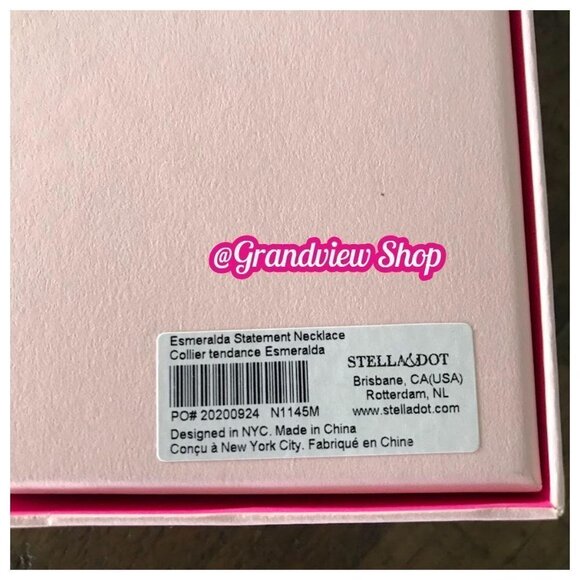 @Grandview Shop
Esmeralda Statement Necklace
Collier tendance Esmeralda
STELLA&DOT
Brisbane, CA(USA)
Rotterdam, NL
PO# 20200924 N1145M
www.stelladot.com
Designed in NYC. Made in China
Conçu à New York City. Fabriqué en Chine